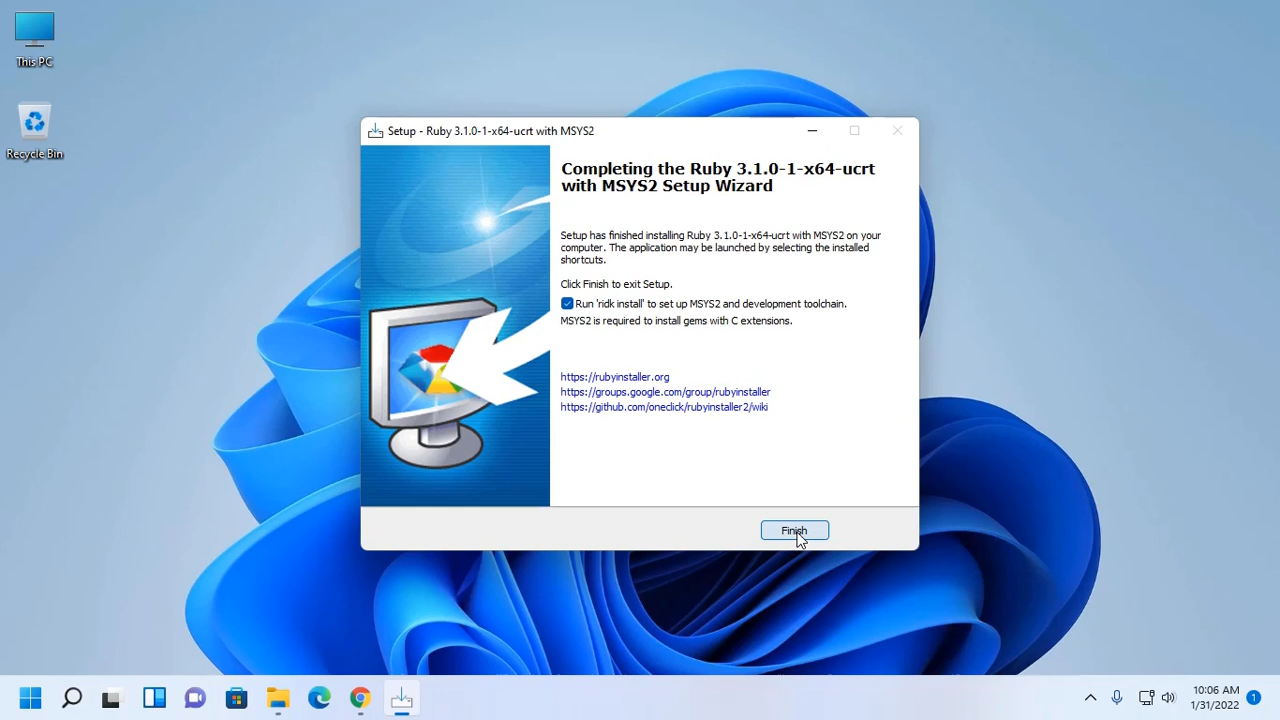 This PC
Recycle Bin
Setup - Ruby 3.1.0-1-x64-ucrt with MSYS2
Completing the Ruby 3.1.0-1-x64-ucrt
with MSYS2 Setup Wizard
Setup has finished installing Ruby 3.1.0-1-x64-ucrt with MSYS2 on your
computer. The application may be launched by selecting the installed
shortcuts.
Click Finish to exit Setup.
Run 'ridk install' to set up MSYS2 and development toolchain.
MSYS2 is required to install gems with C extensions.
https://rubyinstaller.org
https://groups.google.com/group/rubyinstaller
https://github.com/oneclick/rubyinstaller2/wiki
Finish
10:06 AM
1/31/2022
1